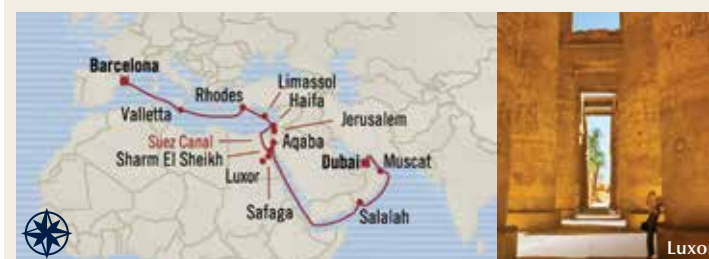 Barcelona
Valletta
Rhodes
Limassol
Haifa
Jerusalem
Suez Canal
Aqaba
Sharm El Sheikh
Luxor
Safaga
Dubai
Muscat
Salalah
Luxo